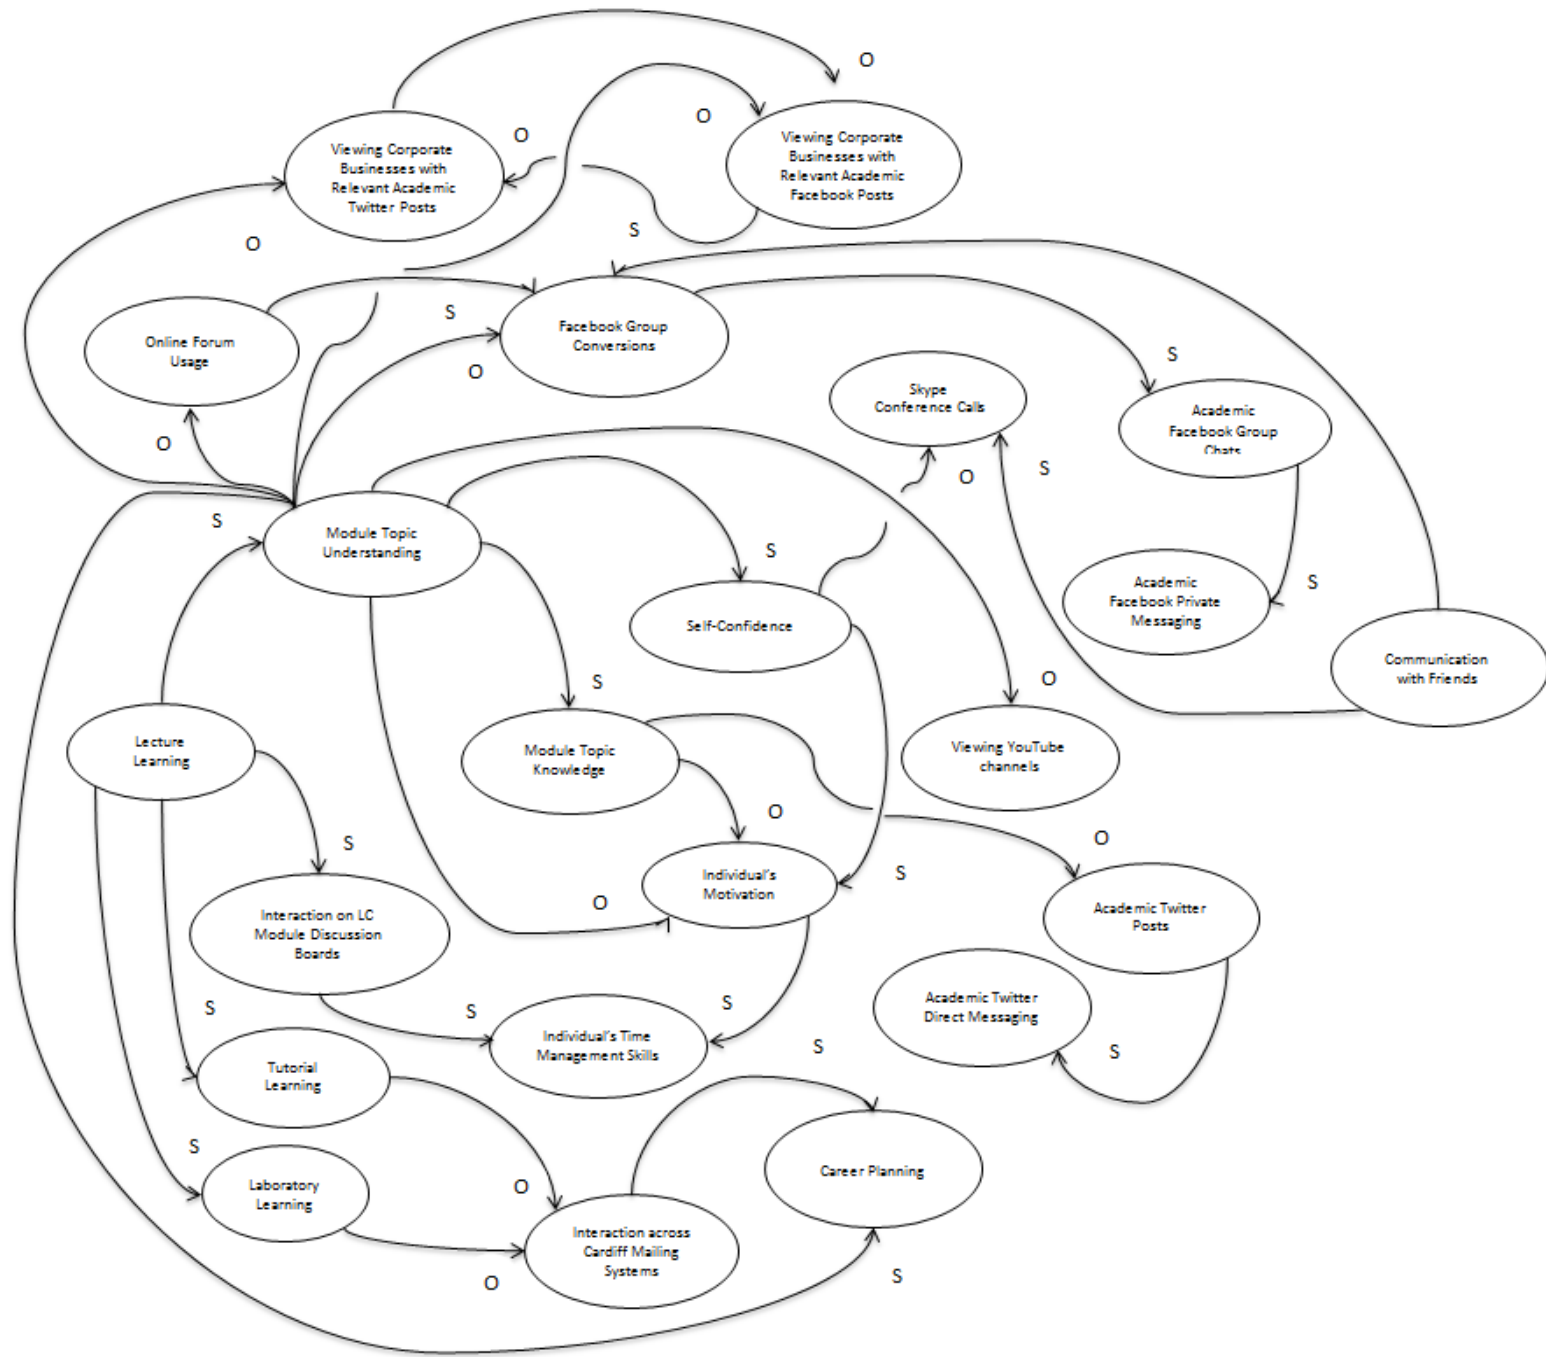 O
Viewing Corporate
Businesses with
Relevant Academic
Twitter Posts
O
O
Viewing Corporate
Businesses with
Relevant Academic
Facebook Posts
O
S
Online Forum
Usage
S
Facebook Group
Conversions
O
O
S
Skype
Conference Calls
O
S
Academic
Facebook Group
Chats
S
Module Topic
Understanding
S
Academic
Facebook Private
Messaging
S
Self-Confidence
Communication
with Friends
S
O
Lecture
Learning
Module Topic
Knowledge
Viewing YouTube
channels
S
O
O
Individual's
Motivation
S
O
Interaction on LC
Module Discussion
Boards
Academic Twitter
Posts
S
S
S
Individual's Time
Management Skills
Academic Twitter
Direct Messaging
S
S
Tutorial
Learning
S
Laboratory
Learning
O
Career Planning
O
Interaction across
Cardiff Mailing
Systems
S